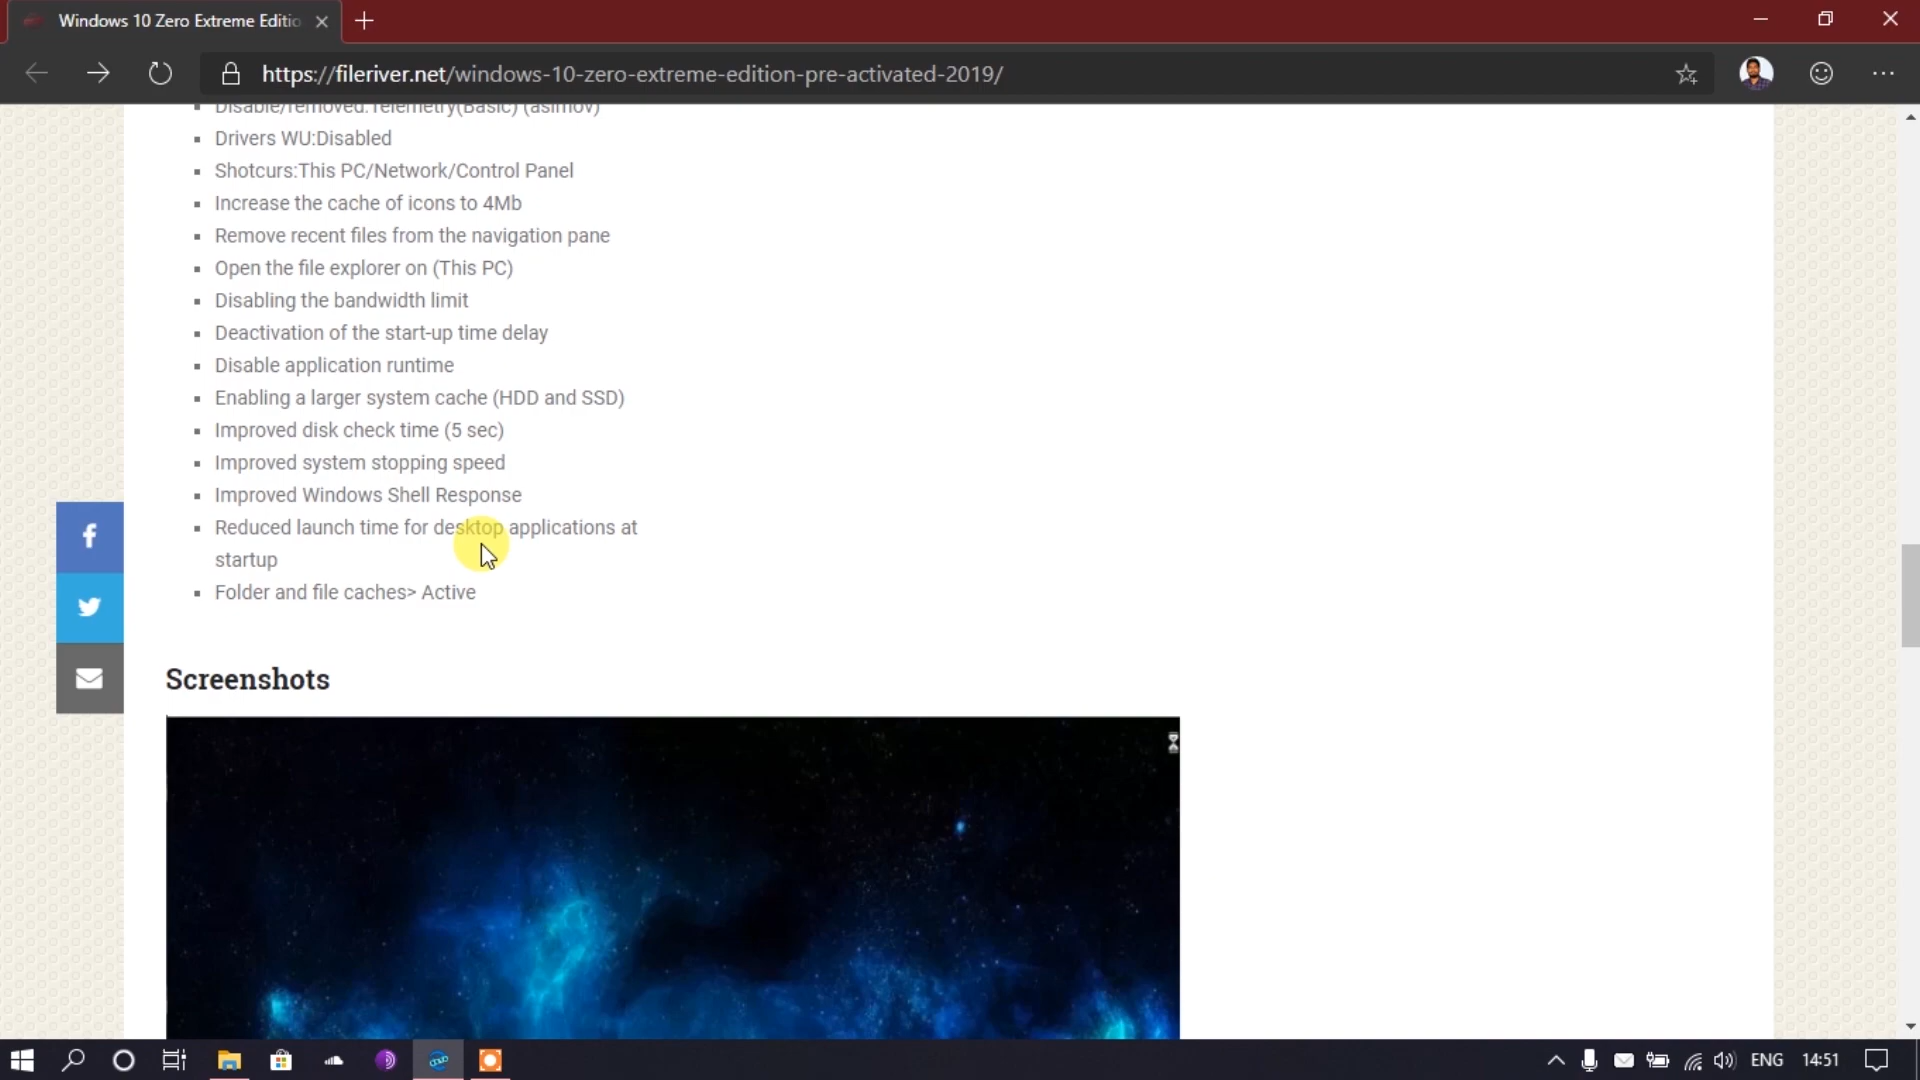 Windows 10 Zero Extreme Editio
https://fileriver.net/windows-10-zero-extreme-edition-pre-activated-2019/
Disable/removed:Telemetry(Basic) (asimov)
Drivers WU:Disabled
Shotcurs:This PC/Network/Control Panel
Increase the cache of icons to 4Mb
Remove recent files from the navigation pane
Open the file explorer on (This PC)
Disabling the bandwidth limit
Deactivation of the start-up time delay
Disable application runtime
Enabling a larger system cache (HDD and SSD)
Improved disk check time (5 sec)
Improved system stopping speed
Improved Windows Shell Response
Reduced launch time for desktop applications at
startup
Folder and file caches> Active
Screenshots
ENG
14:51